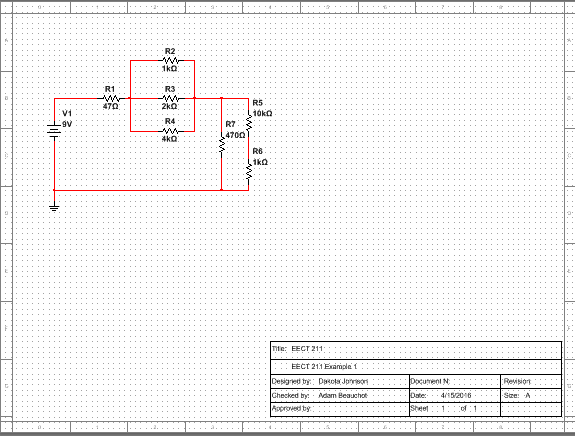 R2
1kΩ
R1
47Ω
R3
2kΩ
R4
4kΩ
V1
9V
R5
10kΩ
R7
470Ω
R6
1kΩ
Title: EECT 211
EECT 211 Example 1
Designed by: Dakota Johnson Document N: Revision:
Checked by: Adam Beauchot Date: 4/15/2016 Size: A
Approved by: Sheet 1 of 1